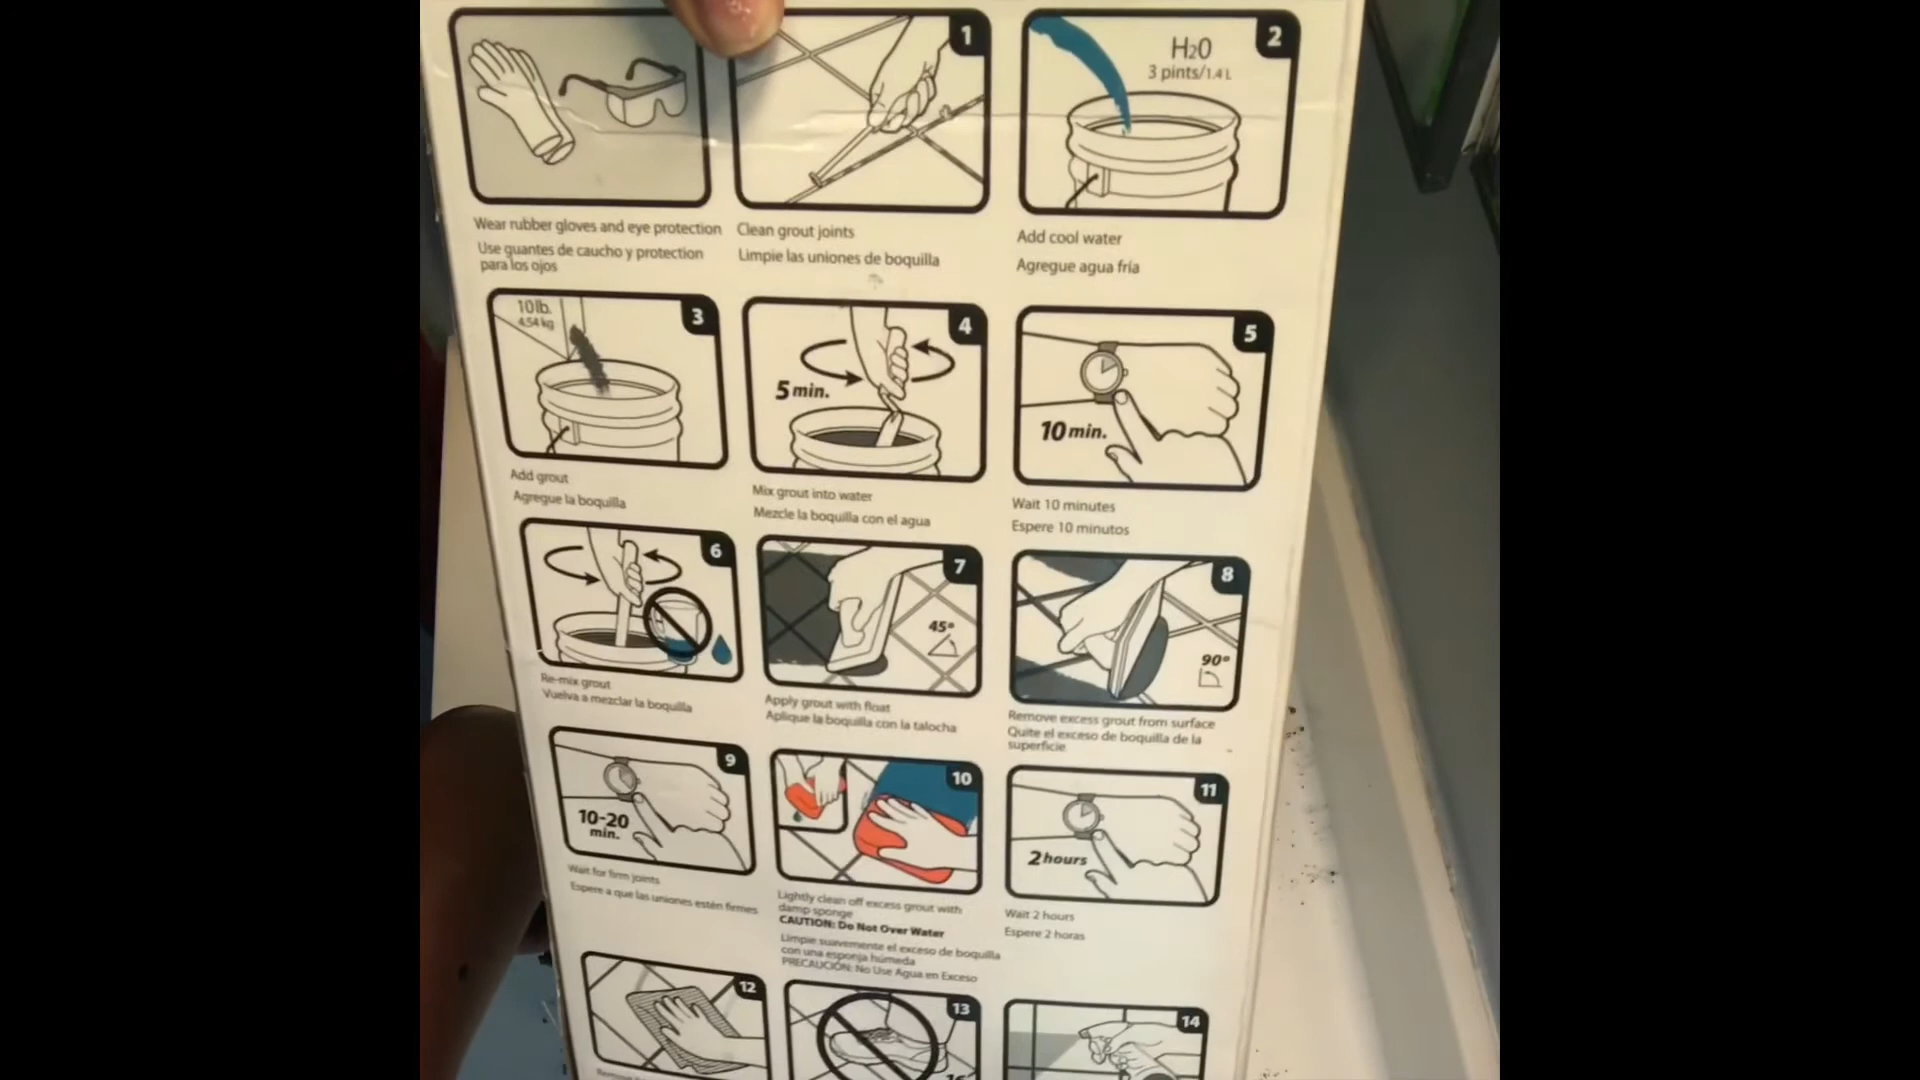 Wear rubber gloves and eye protection
Use guantes de caucho y protection
para los ojos
1
Clean grout joints
Limpie las uniones de boquilla
2
H2O
3 pints/1.4 L
Add cool water
Agregue agua fría
3
10 lb.
4.54 kg
Add grout
Agregue la boquilla
4
5 min.
Mix grout into water
Mezcle la boquilla con el agua
5
10 min.
Wait 10 minutes
Espere 10 minutos
6
Re-mix grout
Vuelva a mezclar la boquilla
7
45°
Apply grout with float
Aplique la boquilla con la talocha
8
90°
Remove excess grout from surface
Quite el exceso de boquilla de la
superficie
9
10-20
min.
Wait for firm joints
Espere a que las uniones estén firmes
10
Lightly clean off excess grout with
damp sponge
CAUTION: Do Not Over Water
Limpie suavemente el exceso de boquilla
con una esponja húmeda
PRECAUCIÓN: No Use Agua en Exceso
11
2 hours
Wait 2 hours
Espere 2 horas
12
13
14